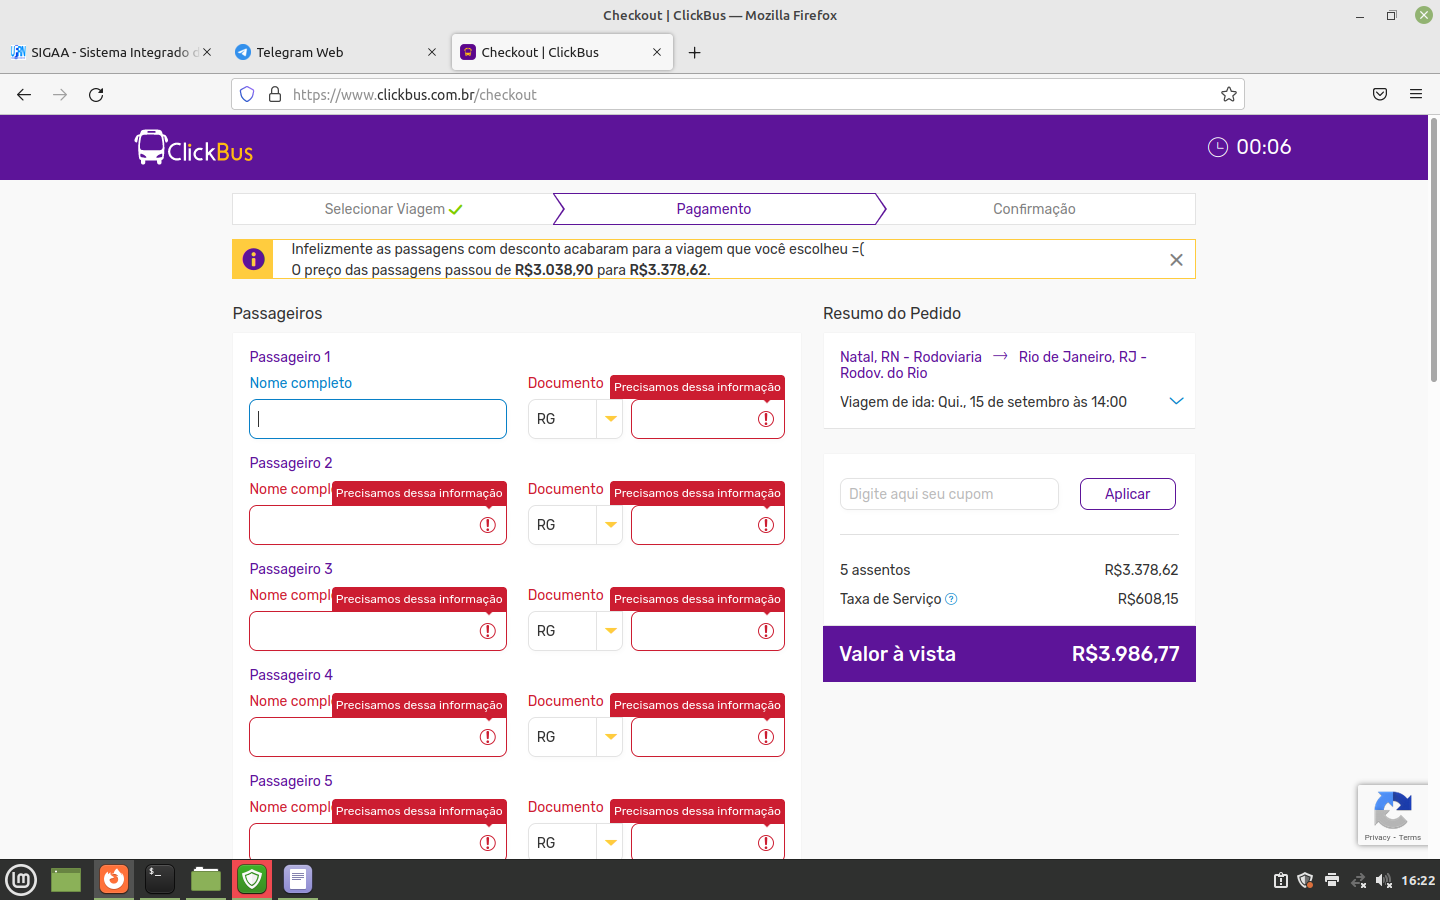 Checkout | ClickBus — Mozilla Firefox
SIGAA - Sistema Integrado d
Telegram Web
Checkout | ClickBus
https://www.clickbus.com.br/checkout
ClickBus
00:06
Selecionar Viagem
Pagamento
Confirmação
Infelizmente as passagens com desconto acabaram para a viagem que você escolheu =(
O preço das passagens passou de R$3.038,90 para R$3.378,62.
Passageiros
Passageiro 1
Nome completo
Documento
Precisamos dessa informação
RG
Passageiro 2
Nome comple
Precisamos dessa informação
Documento
Precisamos dessa informação
RG
Passageiro 3
Nome comple
Precisamos dessa informação
Documento
Precisamos dessa informação
RG
Passageiro 4
Nome comple
Precisamos dessa informação
Documento
Precisamos dessa informação
RG
Passageiro 5
Nome comple
Precisamos dessa informação
Documento
Precisamos dessa informação
RG
Resumo do Pedido
Natal, RN - Rodoviaria → Rio de Janeiro, RJ -
Rodov. do Rio
Viagem de ida: Qui., 15 de setembro às 14:00
Digite aqui seu cupom
Aplicar
5 assentos
R$3.378,62
Taxa de Serviço
R$608,15
Valor à vista
R$3.986,77
Privacy - Terms
16:22